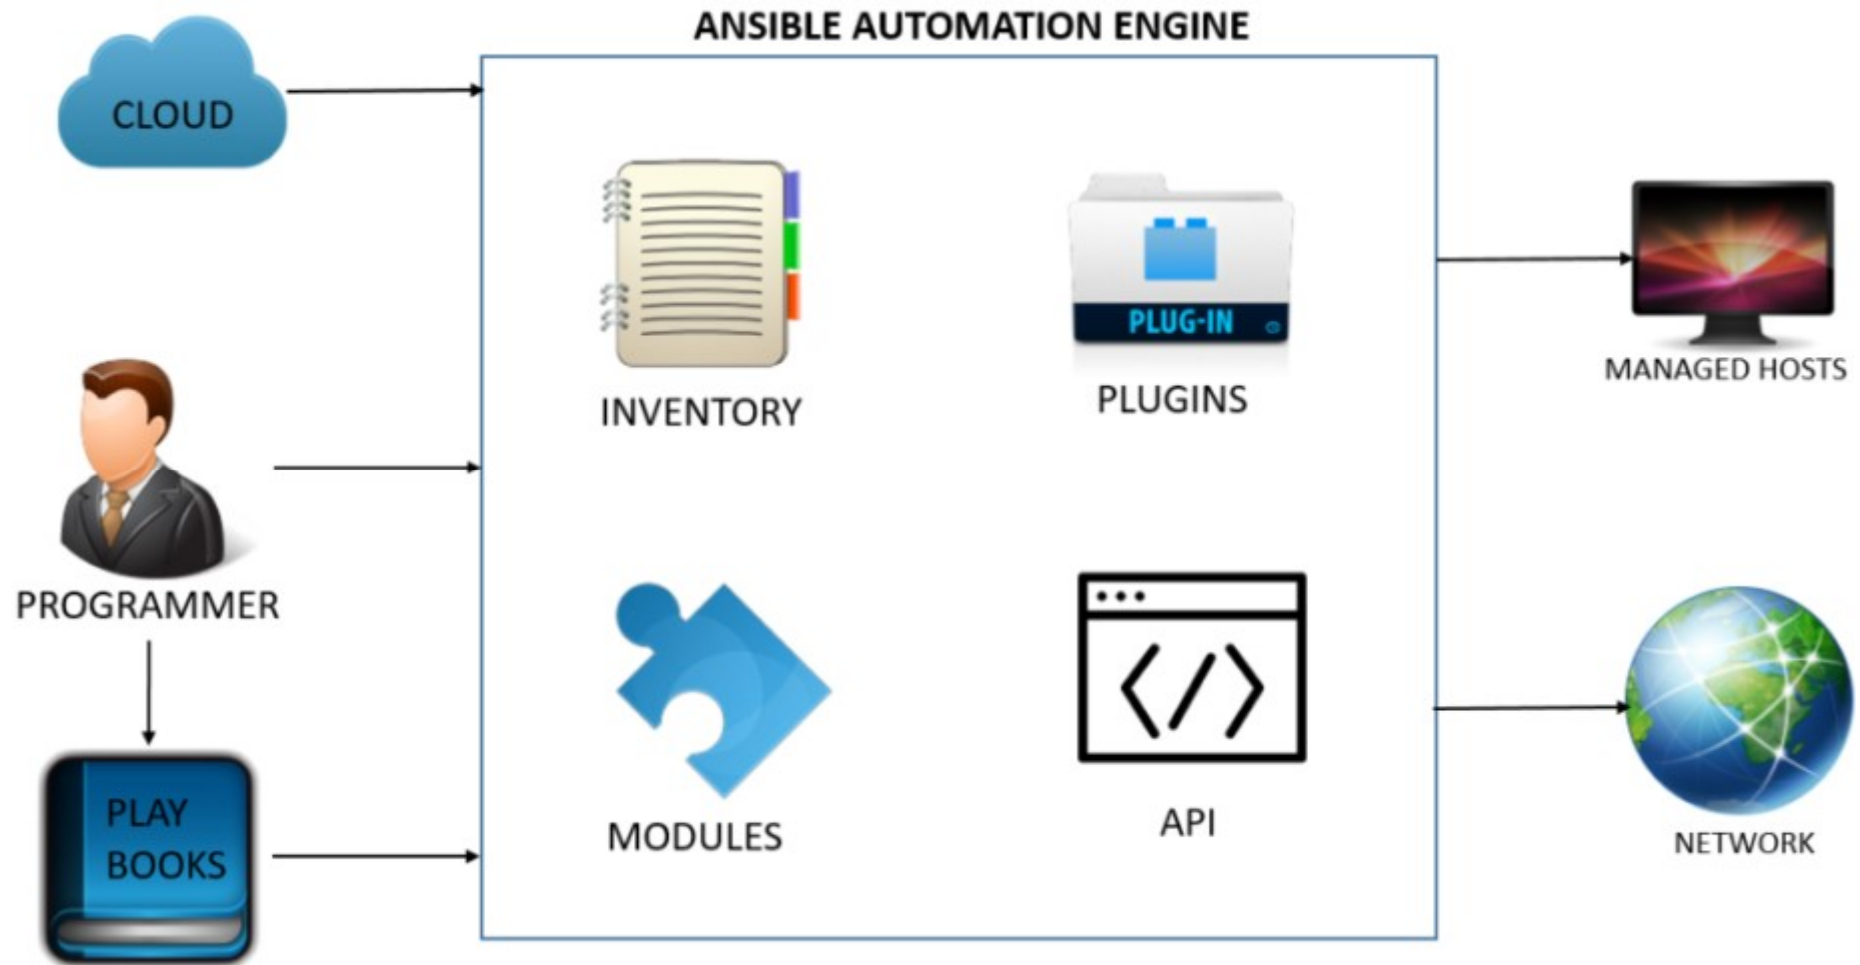 ANSIBLE AUTOMATION ENGINE
CLOUD
PLUG-IN
INVENTORY
PLUGINS
MANAGED HOSTS
PROGRAMMER
PLAY
BOOKS
MODULES
API
NETWORK